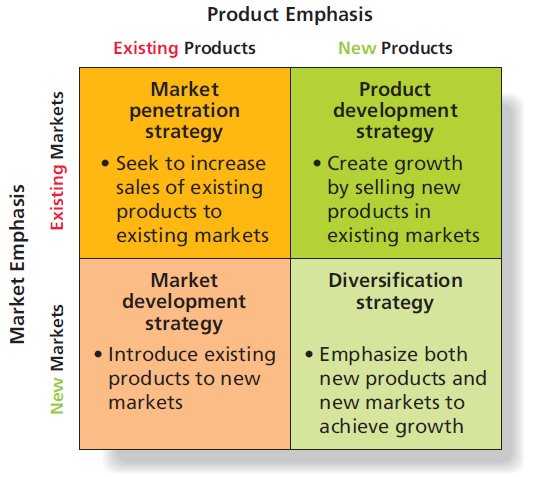 Product Emphasis
Existing Products
New Products
Market Emphasis
Existing Markets
New Markets
Market
penetration
strategy
• Seek to increase
sales of existing
products to
existing markets
Product
development
strategy
• Create growth
by selling new
products in
existing markets
Market
development
strategy
• Introduce existing
products to new
markets
Diversification
strategy
• Emphasize both
new products and
new markets to
achieve growth